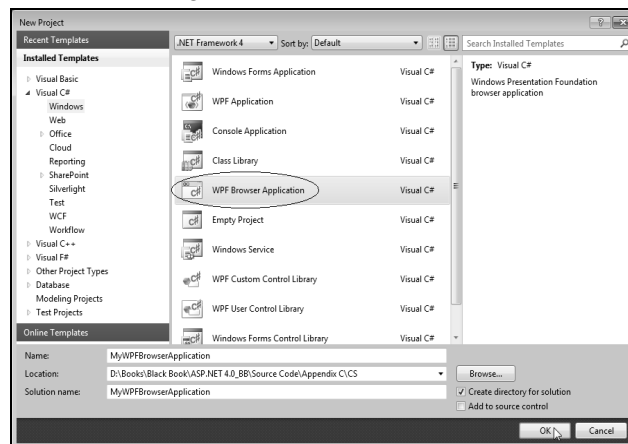 New Project
Recent Templates
.NET Framework 4
Sort by:
Default
Search Installed Templates
Installed Templates
Visual Basic
Visual C#
Windows
Web
Office
Cloud
Reporting
SharePoint
Silverlight
Test
WCF
Workflow
Visual C++
Visual F#
Other Project Types
Database
Modeling Projects
Test Projects
Online Templates
Windows Forms Application Visual C#
WPF Application Visual C#
Console Application Visual C#
Class Library Visual C#
WPF Browser Application Visual C#
Empty Project Visual C#
Windows Service Visual C#
WPF Custom Control Library Visual C#
WPF User Control Library Visual C#
Windows Forms Control Library Visual C#
Type: Visual C#
Windows Presentation Foundation
browser application
Name: MyWPFBrowserApplication
Location: D:\Books\Black Book\ASP.NET 4.0_BB\Source Code\Appendix C\CS
Browse...
Solution name: MyWPFBrowserApplication
Create directory for solution
Add to source control
OK
Cancel